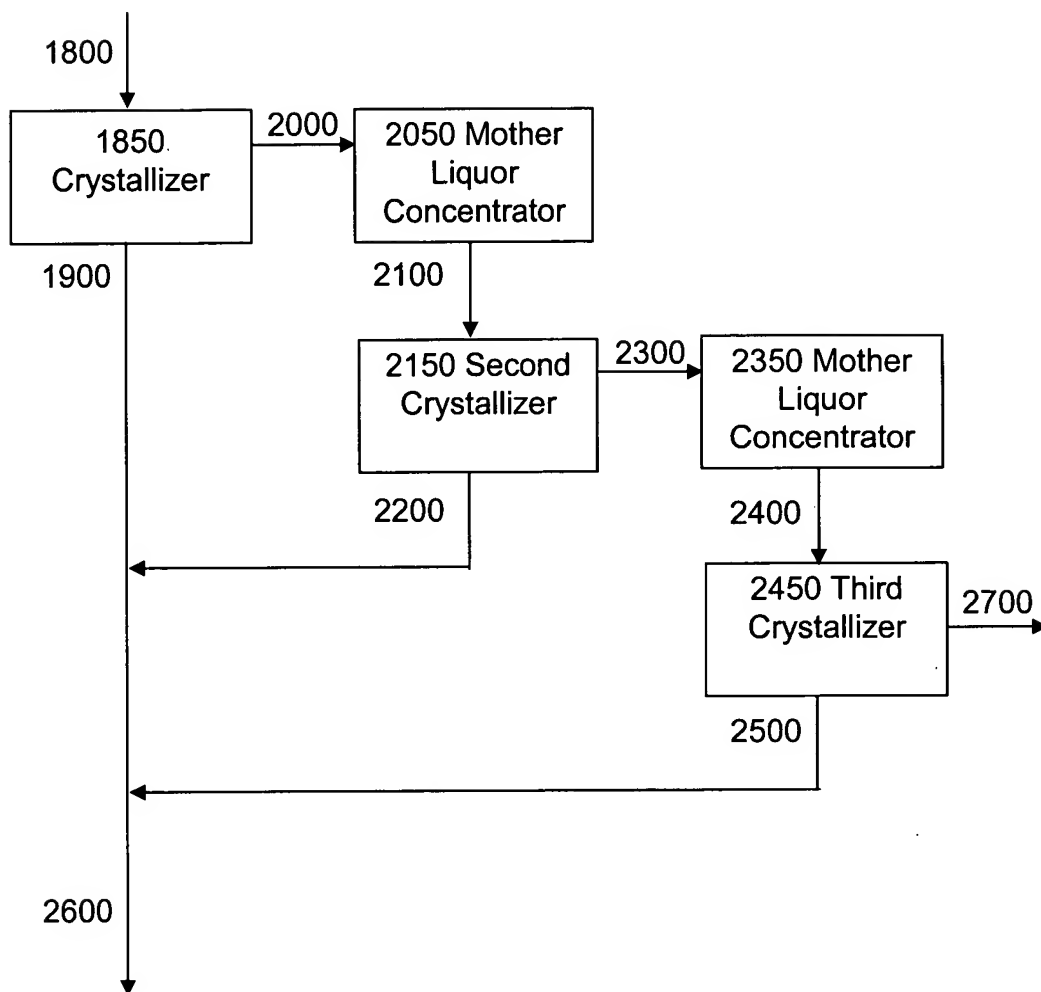 1800
1850.
Crystallizer
2000
2050 Mother
Liquor
Concentrator
1900
2100
2150 Second
Crystallizer
2300
2350 Mother
Liquor
Concentrator
2200
2400
2450 Third
Crystallizer
2700
2500
2600